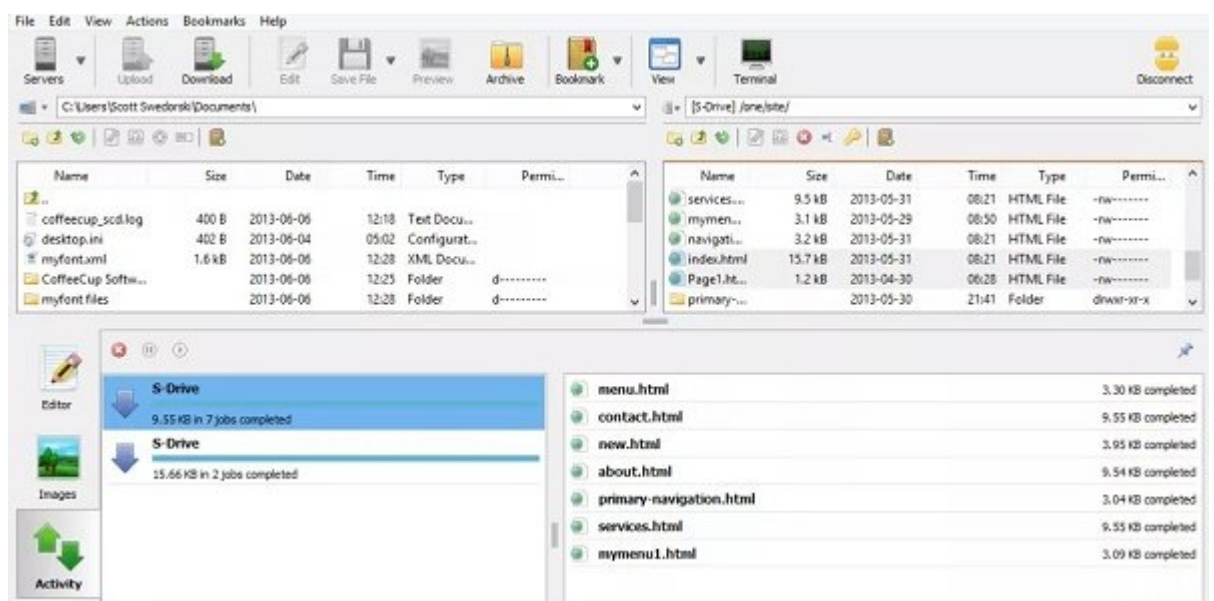 File Edit View Actions Bookmarks Help
Servers Upload Download Edit Save File Preview Archive Bookmark View Terminal Disconnect
C:\Users\Scott Swedorski\Documents\ [S-Drive] /one/site/
Name Size Date Time Type Permi... Name Size Date Time Type Permi...
.. services... 9.5 kB 2013-05-31 08:21 HTML File -rw-------
coffeecup_scd.log 400 B 2013-06-06 12:18 Text Docu... mymen... 3.1 kB 2013-05-29 08:50 HTML File -rw-------
desktop.ini 402 B 2013-06-04 05:02 Configurat... navigati... 3.2 kB 2013-05-31 08:21 HTML File -rw-------
myfont.xml 1.6 kB 2013-06-06 12:28 XML Docu... index.html 15.7 kB 2013-05-31 08:21 HTML File -rw-------
CoffeeCup Softw... 2013-06-06 12:25 Folder d--------- Page1.ht... 1.2 kB 2013-04-30 06:28 HTML File -rw-------
myfont files 2013-06-06 12:28 Folder d--------- primary-... 2013-05-30 21:41 Folder drwxr-xr-x
Editor
Images
Activity
S-Drive
9.55 KB in 7 jobs completed
S-Drive
15.66 KB in 2 jobs completed
menu.html 3.30 KB completed
contact.html 9.55 KB completed
new.html 3.95 KB completed
about.html 9.54 KB completed
primary-navigation.html 3.04 KB completed
services.html 9.55 KB completed
mymenu1.html 3.09 KB completed